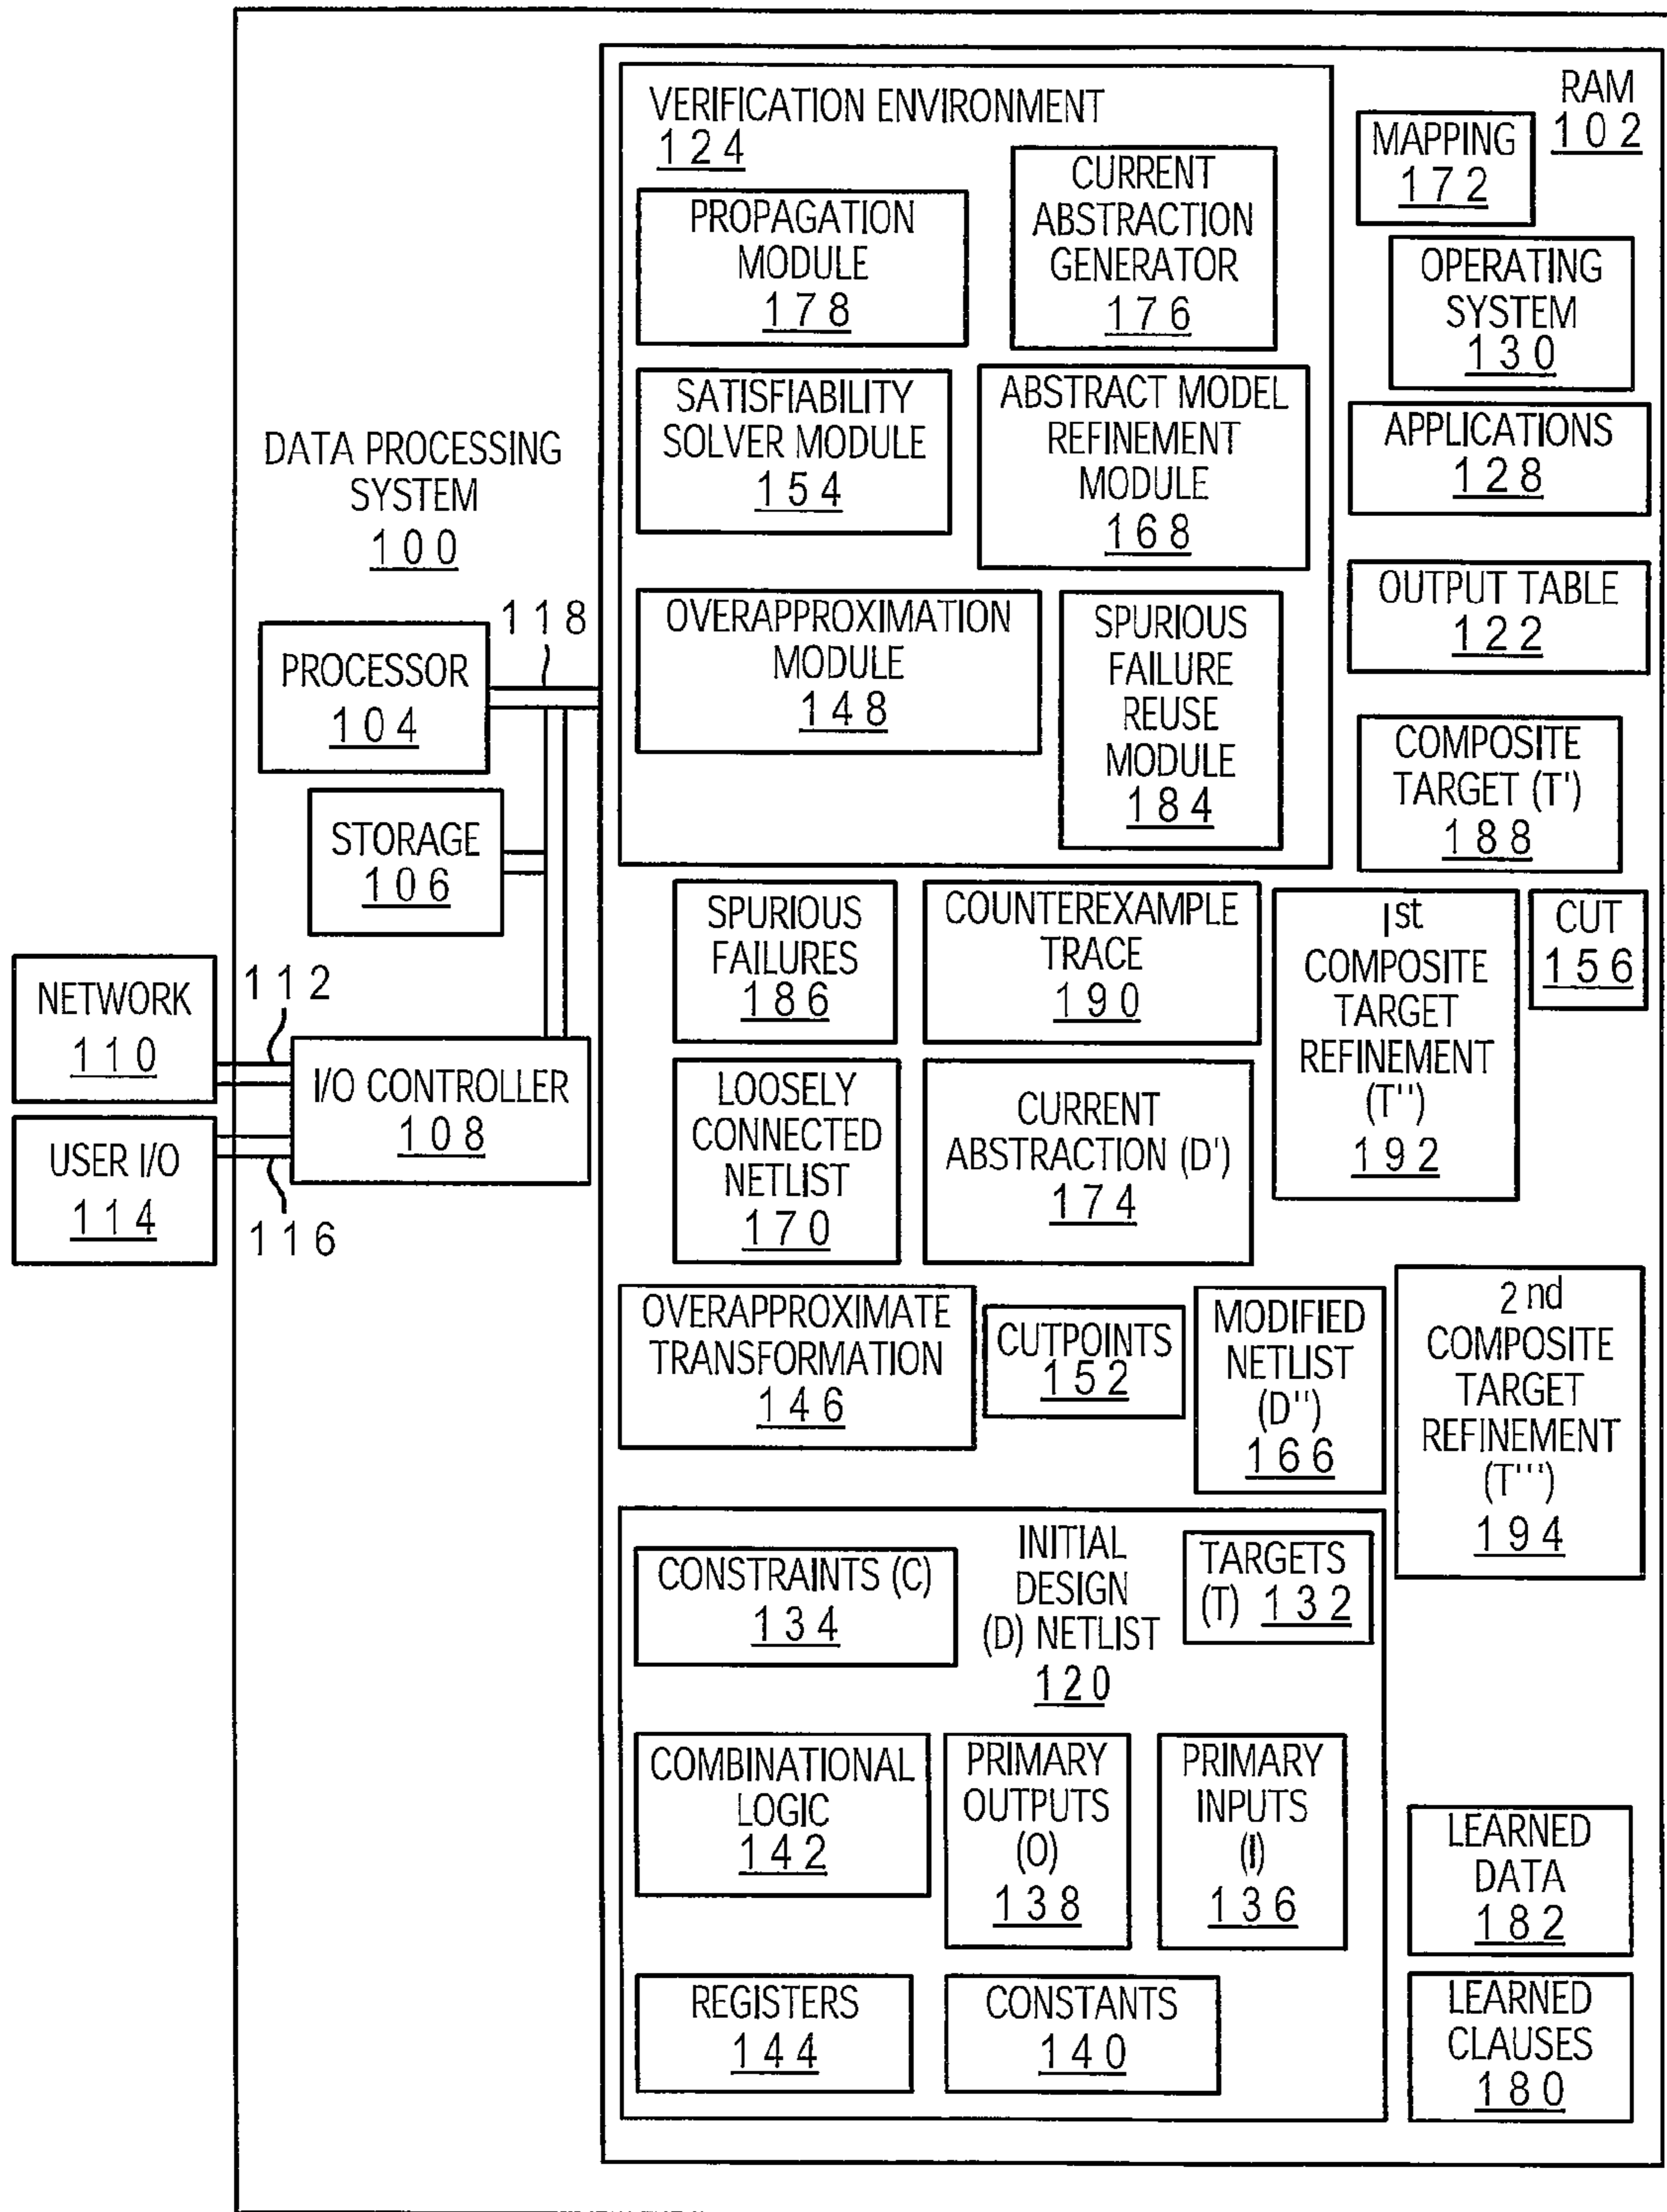 DATA PROCESSING
SYSTEM
100
PROCESSOR
104
118
STORAGE
106
NETWORK
110
112
I/O CONTROLLER
108
USER I/O
114
116
RAM
102
VERIFICATION ENVIRONMENT
124
PROPAGATION
MODULE
178
CURRENT
ABSTRACTION
GENERATOR
176
SATISFIABILITY
SOLVER MODULE
154
ABSTRACT MODEL
REFINEMENT
MODULE
168
OVERAPPROXIMATION
MODULE
148
SPURIOUS
FAILURE
REUSE
MODULE
184
MAPPING
172
OPERATING
SYSTEM
130
APPLICATIONS
128
OUTPUT TABLE
122
COMPOSITE
TARGET (T')
188
SPURIOUS
FAILURES
186
COUNTEREXAMPLE
TRACE
190
1st
COMPOSITE
TARGET
REFINEMENT
(T'')
192
CUT
156
LOOSELY
CONNECTED
NETLIST
170
CURRENT
ABSTRACTION (D')
174
OVERAPPROXIMATE
TRANSFORMATION
146
CUTPOINTS
152
MODIFIED
NETLIST
(D'')
166
2nd
COMPOSITE
TARGET
REFINEMENT
(T''')
194
CONSTRAINTS (C)
134
INITIAL
DESIGN
(D) NETLIST
120
TARGETS
(T) 132
COMBINATIONAL
LOGIC
142
PRIMARY
OUTPUTS
(O)
138
PRIMARY
INPUTS
(I)
136
REGISTERS
144
CONSTANTS
140
LEARNED
DATA
182
LEARNED
CLAUSES
180